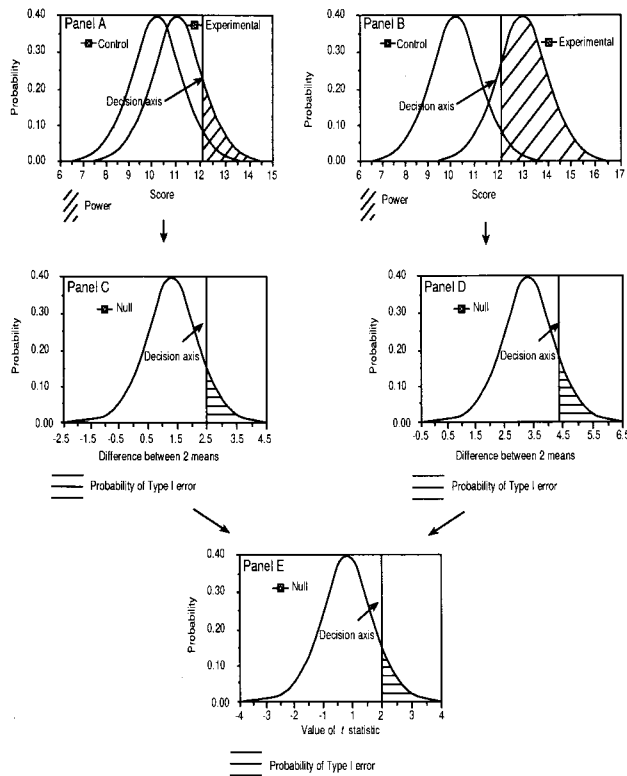 Panel A
Control
Experimental
Decision axis
Probability
0.40
0.30
0.20
0.10
0.00
6 7 8 9 10 11 12 13 14 15
Score
Power
Panel B
Control
Experimental
Decision axis
Probability
0.40
0.30
0.20
0.10
0.00
6 7 8 9 10 11 12 13 14 15 16 17
Score
Power
Panel C
Null
Decision axis
Probability
0.40
0.30
0.20
0.10
0.00
-2.5 -1.5 -0.5 0.5 1.5 2.5 3.5 4.5
Difference between 2 means
Probability of Type I error
Panel D
Null
Decision axis
Probability
0.40
0.30
0.20
0.10
0.00
-0.5 0.5 1.5 2.5 3.5 4.5 5.5 6.5
Difference between 2 means
Probability of Type I error
Panel E
Null
Decision axis
Probability
0.40
0.30
0.20
0.10
0.00
-4 -3 -2 -1 0 1 2 3 4
Value of t statistic
Probability of Type I error